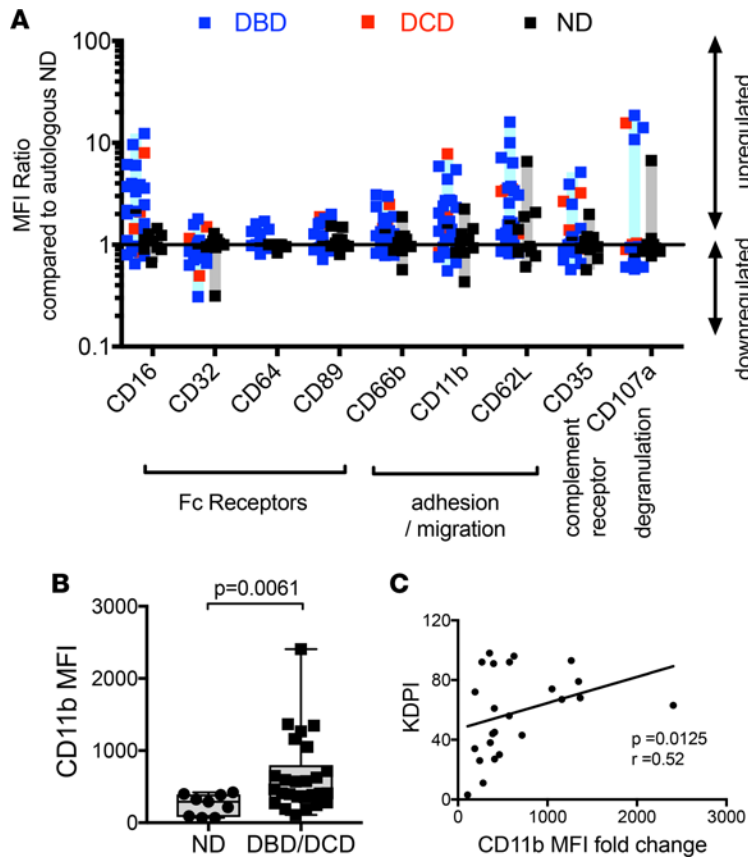 A
DBD DCD ND
MFI Ratio
compared to autologous ND
100
10
1
0.1
upregulated
downregulated
CD16 CD32 CD64 CD89 CD66b CD11b CD62L CD35 CD107a
Fc Receptors
adhesion
/ migration
complement
receptor
degranulation
B
p=0.0061
CD11b MFI
3000
2000
1000
0
ND DBD/DCD
C
KDPI
120
80
40
0
p =0.0125
r =0.52
0 1000 2000 3000
CD11b MFI fold change